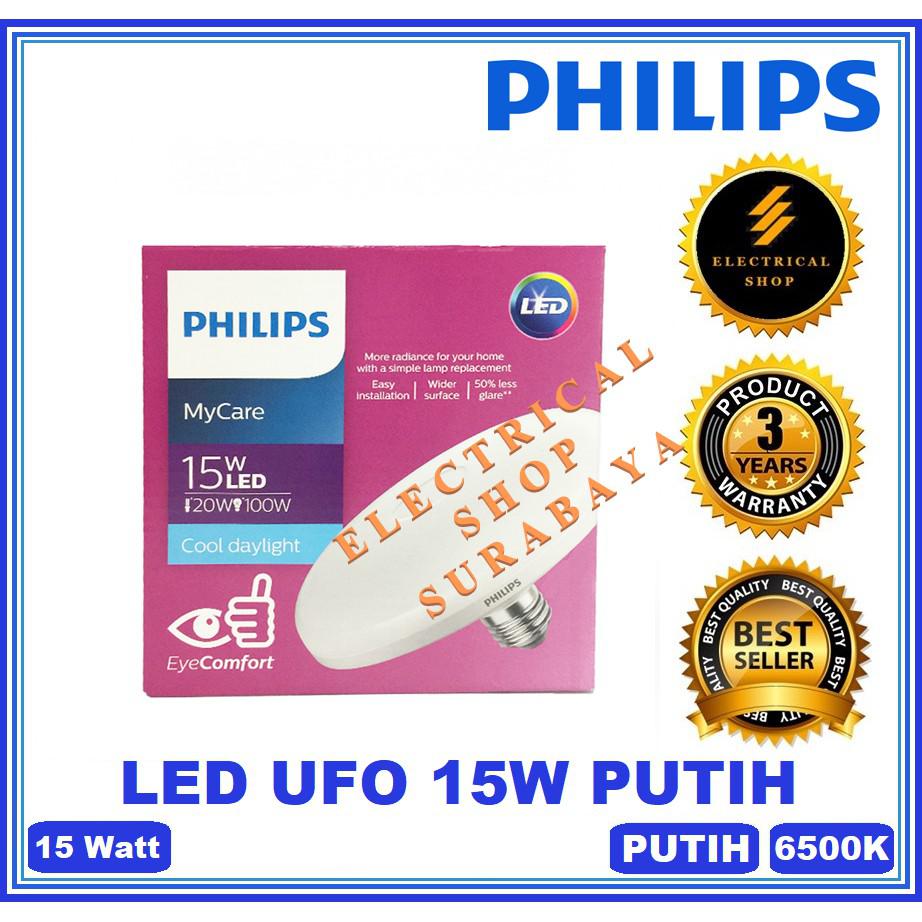 PHILIPS
ELECTRICAL
SHOP
PHILIPS
LED
More radiance for your home
with a simple lamp replacement
Easy installation | Wider surface | 50% less glare**
MyCare
15W LED
20W 100W
Cool daylight
EyeComfort
PHILIPS
ELECTRICAL
SHOP
SURABAYA
PRODUCT
3
YEARS
WARRANTY
BEST QUALITY BEST QUALITY
BEST
SELLER
LED UFO 15W PUTIH
15 Watt
PUTIH
6500K